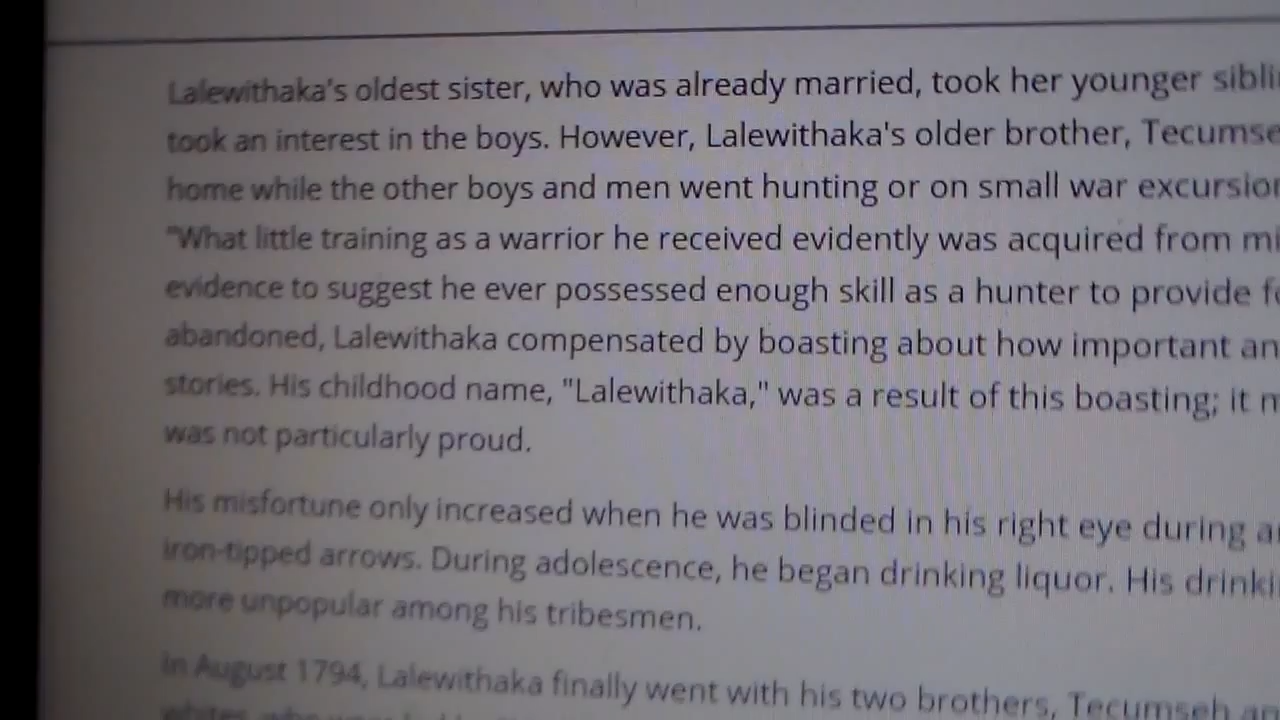 Lalewithaka's oldest sister, who was already married, took her younger
took an interest in the boys. However, Lalewithaka's older brother,
home while the other boys and men went hunting or on small war
"What little training as a warrior he received evidently was acquired from
evidence to suggest he ever possessed enough skill as a hunter to provide
abandoned, Lalewithaka compensated by boasting about how important
stories. His childhood name, "Lalewithaka," was a result of this boasting; it
was not particularly proud.
His misfortune only increased when he was blinded in his right eye during
iron-tipped arrows. During adolescence, he began drinking liquor. His
more unpopular among his tribesmen.
In August 1794, Lalewithaka finally went with his two brothers, Tecumseh